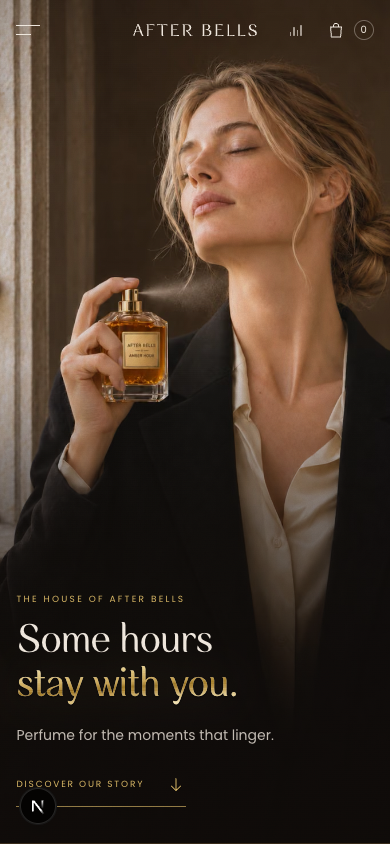 AFTER BELLS
0
AFTER BELLS
AMBER HOUR
THE HOUSE OF AFTER BELLS
Some hours
stay with you.
Perfume for the moments that linger.
DISCOVER OUR STORY
N